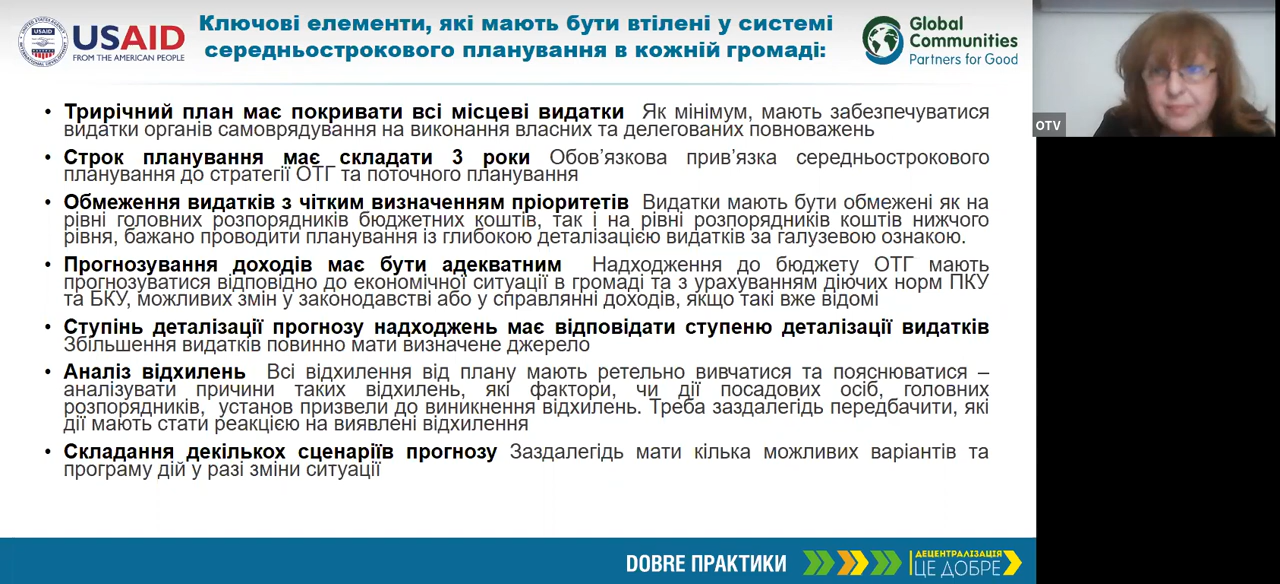 USAID
USAID
FROM THE AMERICAN PEOPLE
Ключові елементи, які мають бути втілені у системі
середньострокового планування в кожній громаді:
Global
Communities
Partners for Good
OTV
• Трирічний план має покривати всі місцеві видатки Як мінімум, мають забезпечуватися
видатки органів самоврядування на виконання власних та делегованих повноважень
• Строк планування має складати 3 роки Обов’язкова прив’язка середньострокового
планування до стратегії ОТГ та поточного планування
• Обмеження видатків з чітким визначенням пріоритетів Видатки мають бути обмежені як на
рівні головних розпорядників бюджетних коштів, так і на рівні розпорядників коштів нижчого
рівня, бажано проводити планування із глибокою деталізацією видатків за галузевою ознакою.
• Прогнозування доходів має бути адекватним Надходження до бюджету ОТГ мають
прогнозуватися відповідно до економічної ситуації в громаді та з урахуванням діючих норм ПКУ
та БКУ, можливих змін у законодавстві або у справлянні доходів, якщо такі вже відомі
• Ступінь деталізації прогнозу надходжень має відповідати ступеню деталізації видатків
Збільшення видатків повинно мати визначене джерело
• Аналіз відхилень Всі відхилення від плану мають ретельно вивчатися та пояснюватися –
аналізувати причини таких відхилень, які фактори, чи дії посадових осіб, головних
розпорядників, установ призвели до виникнення відхилень. Треба заздалегідь передбачити, які
дії мають стати реакцією на виявлені відхилення
• Складання декількох сценаріїв прогнозу Заздалегідь мати кілька можливих варіантів та
програму дій у разі зміни ситуації
DOBRE ПРАКТИКИ
ДЕЦЕНТРАЛІЗАЦІЯ
ЦЕ ДОБРЕ